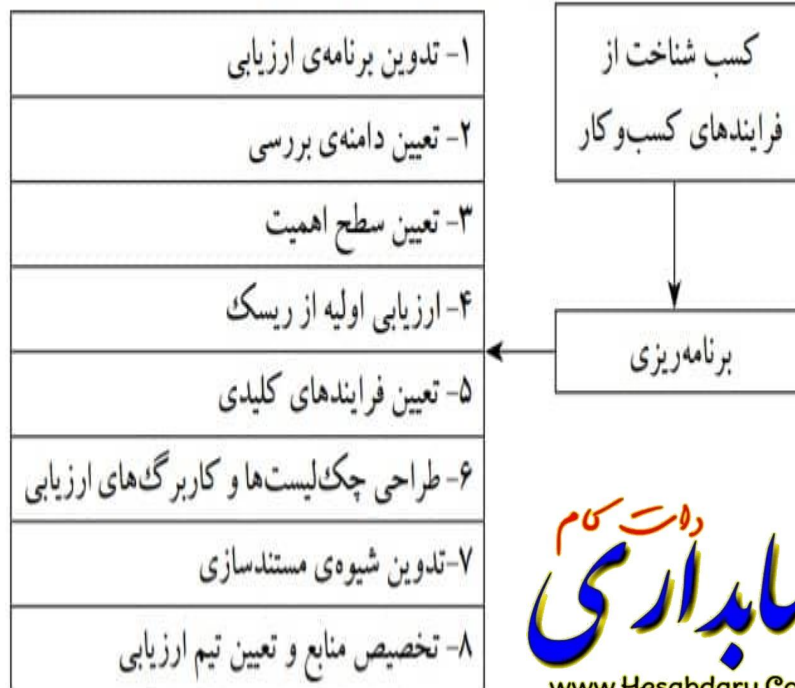 کسب شناخت از
فرایندهای کسب‌وکار
برنامه‌ریزی
۱- تدوین برنامه‌ی ارزیابی
۲- تعیین دامنه‌ی بررسی
۳- تعیین سطح اهمیت
۴- ارزیابی اولیه از ریسک
۵- تعیین فرایندهای کلیدی
۶- طراحی چک‌لیست‌ها و کاربرگ‌های ارزیابی
۷-تدوین شیوه‌ی مستندسازی
۸- تخصیص منابع و تعیین تیم ارزیابی
دات کام